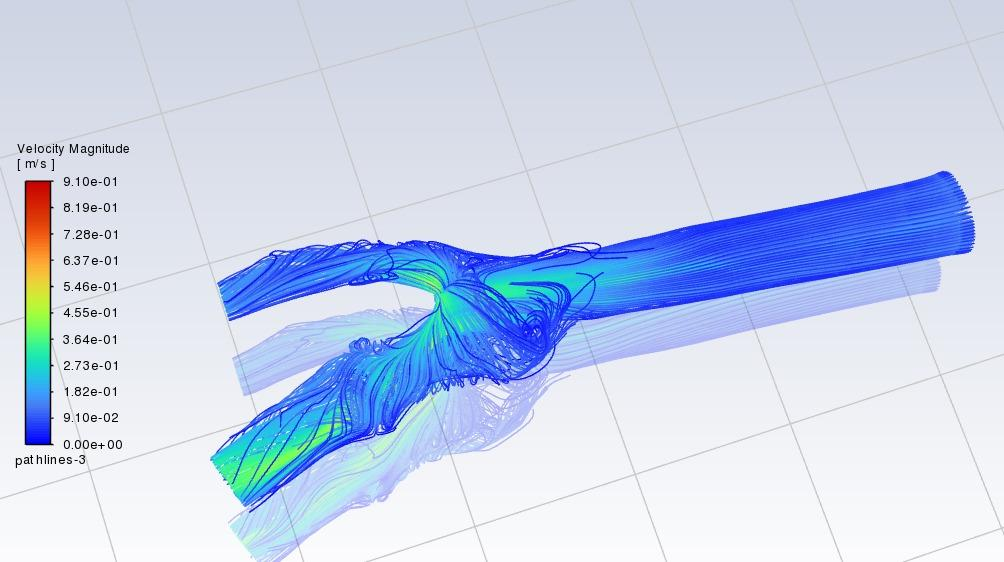 Velocity Magnitude
[ m/s ]
9.10e-01
8.19e-01
7.28e-01
6.37e-01
5.46e-01
4.55e-01
3.64e-01
2.73e-01
1.82e-01
9.10e-02
0.00e+00
pathlines-3